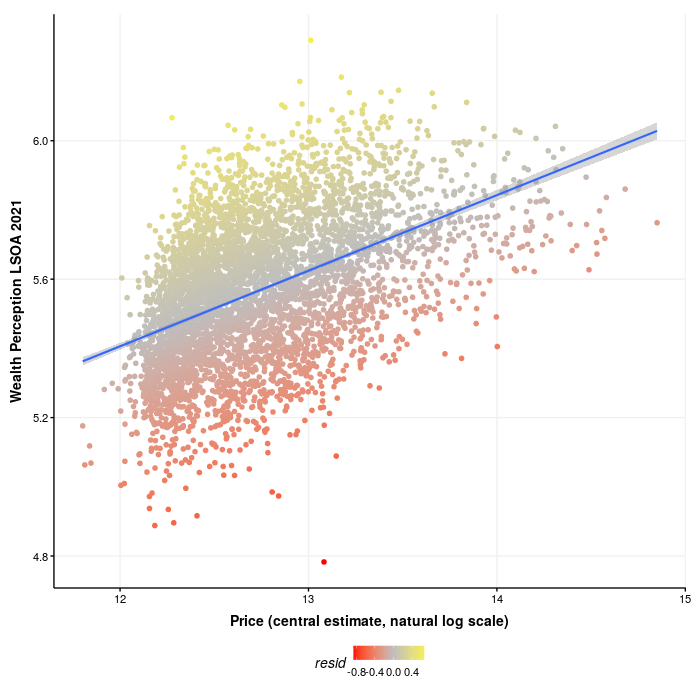 Wealth Perception LSOA 2021
6.0
5.6
5.2
4.8
12 13 14 15
Price (central estimate, natural log scale)
resid
-0.8 -0.4 0.0 0.4